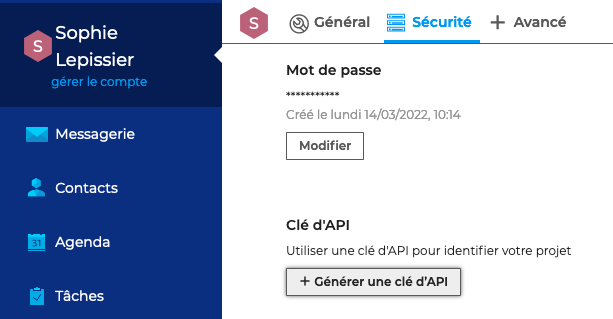 S
Sophie
Lepissier
gérer le compte
Messagerie
Contacts
31
Agenda
Tâches
S
Général
Sécurité
Avancé
Mot de passe
***********
Créé le lundi 14/03/2022, 10:14
Modifier
Clé d'API
Utiliser une clé d'API pour identifier votre projet
+ Générer une clé d’API